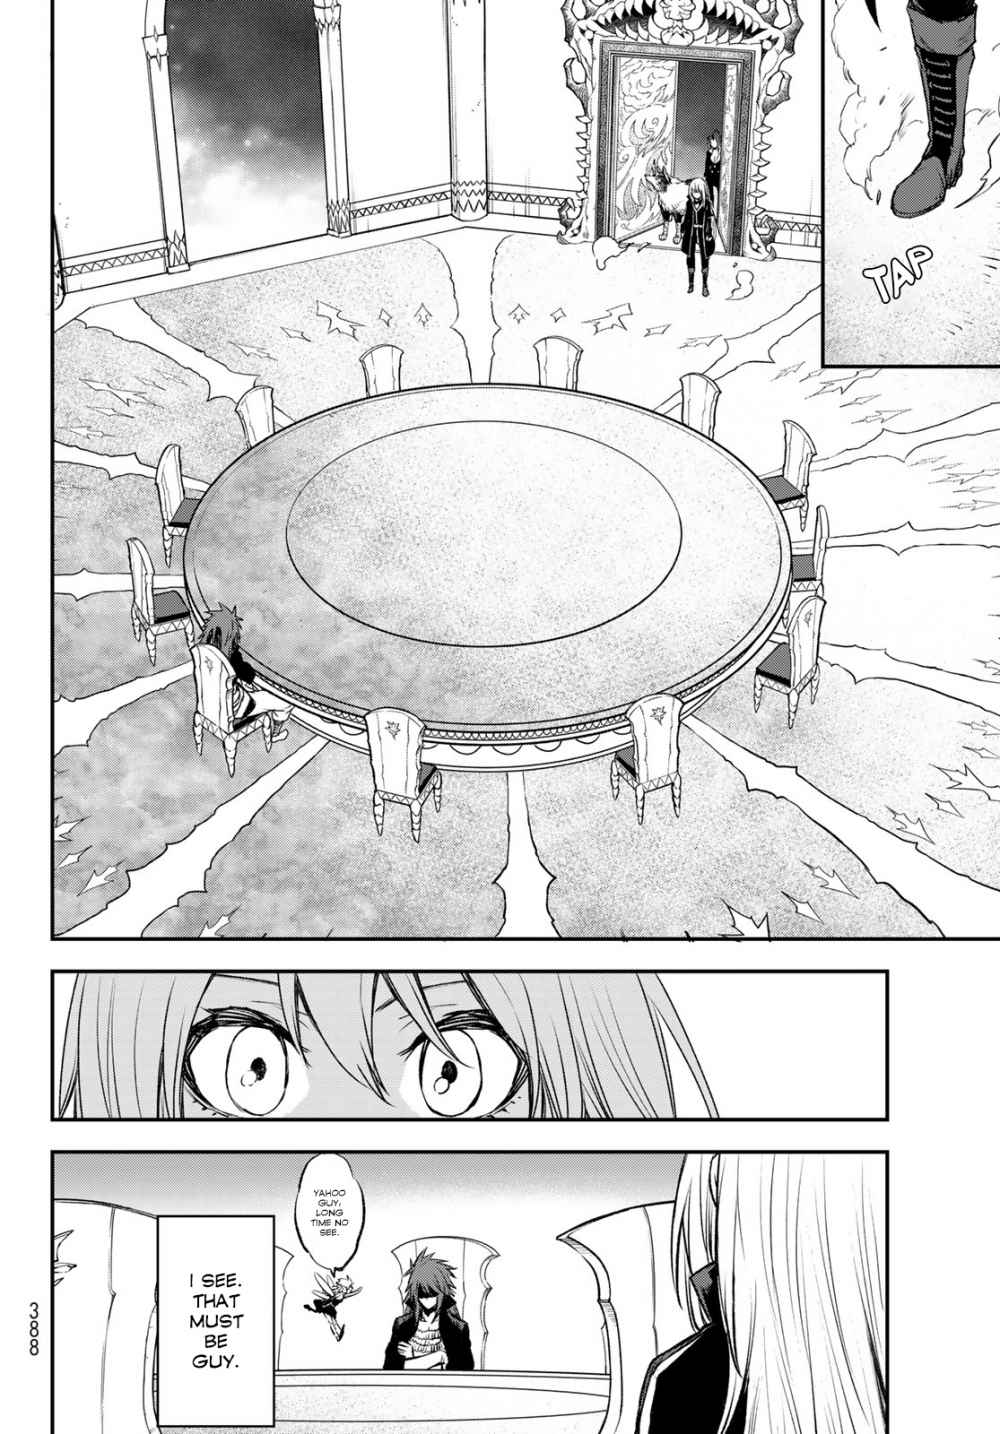 TAP
YAHOO
GUY,
LONG
TIME NO
SEE.
I SEE.
THAT
MUST
BE
GUY.
388